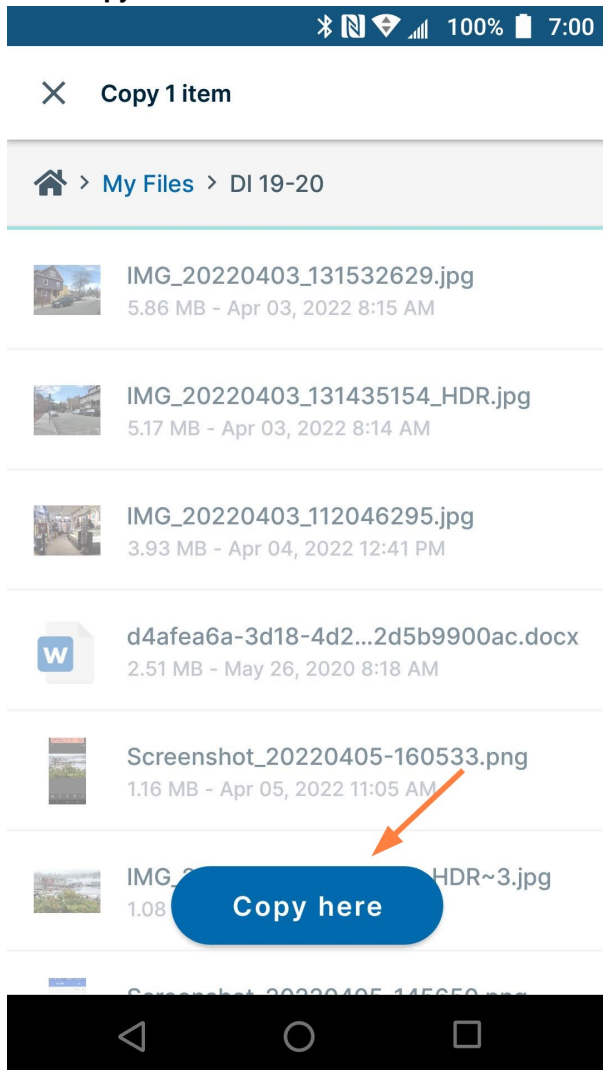 100% 7:00
Copy 1 item
> My Files > DI 19-20
IMG_20220403_131532629.jpg
5.86 MB - Apr 03, 2022 8:15 AM
IMG_20220403_131435154_HDR.jpg
5.17 MB - Apr 03, 2022 8:14 AM
IMG_20220403_112046295.jpg
3.93 MB - Apr 04, 2022 12:41 PM
W
d4afea6a-3d18-4d2...2d5b9900ac.docx
2.51 MB - May 26, 2020 8:18 AM
Screenshot_20220405-160533.png
1.16 MB - Apr 05, 2022 11:05 AM
IMG_ HDR~3.jpg
1.08
Copy here